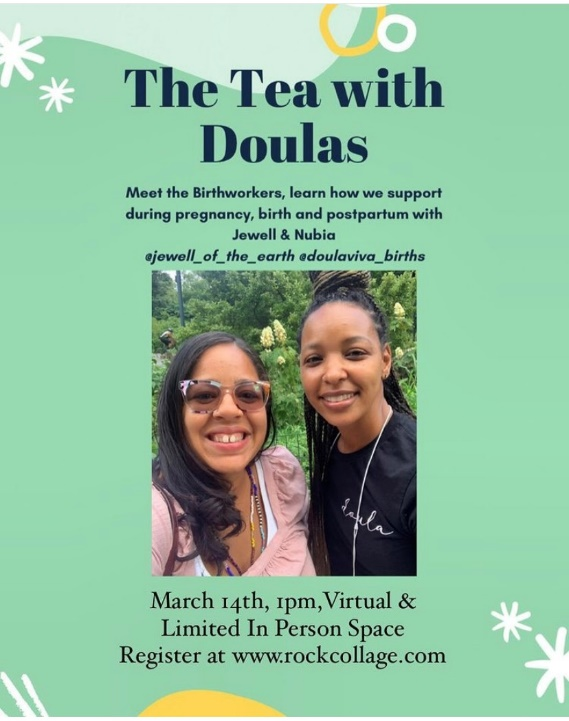 The Tea with
Doulas
Meet the Birthworkers, learn how we support
during pregnancy, birth and postpartum with
Jewell & Nubia
@jewell_of_the_earth @doulaviva_births
doula
March 14th, 1pm,Virtual &
Limited In Person Space
Register at www.rockcollage.com